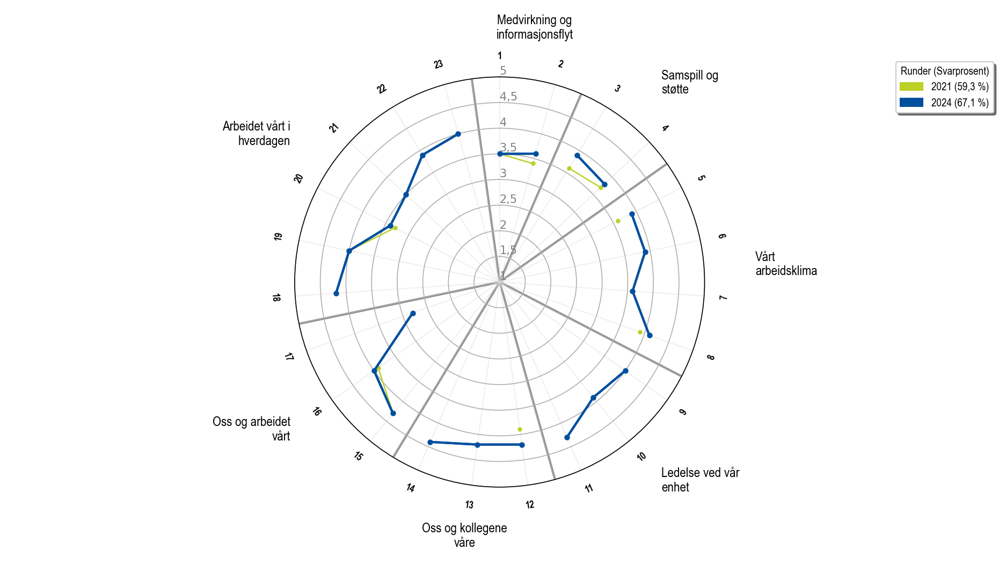 Medvirkning og
informasjonsflyt
1
2
23
5
Samspill og
støtte
Runder (Svarprosent)
2021 (59,3 %)
2024 (67,1 %)
22
3
4,5
4
21
4
Arbeidet vårt i
hverdagen
3,5
3
20
5
2,5
2
19
6
1,5
Vårt
arbeidsklima
1
18
7
17
8
16
9
Oss og arbeidet
vårt
15
10
Ledelse ved vår
enhet
14
11
13
12
Oss og kollegene
våre